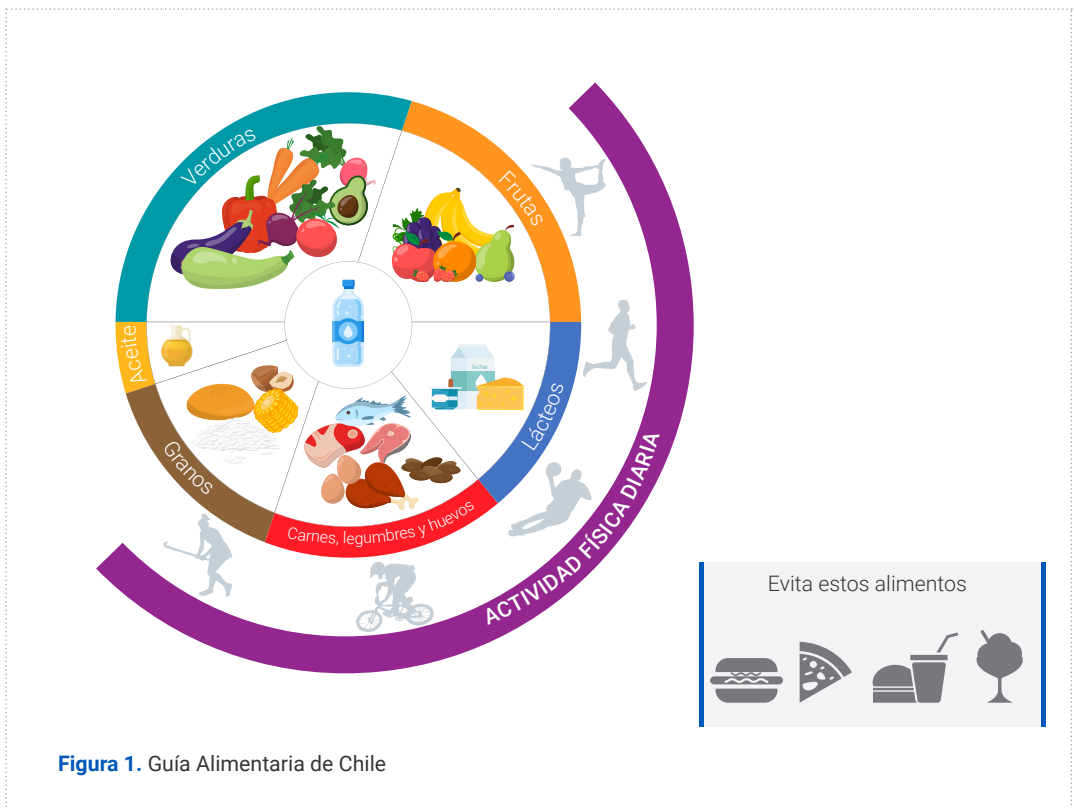 Verduras
Frutas
Aceite
leche
Lácteos
Granos
Carnes, legumbres y huevos
ACTIVIDAD FÍSICA DIARIA
Evita estos alimentos
Figura 1. Guía Alimentaria de Chile